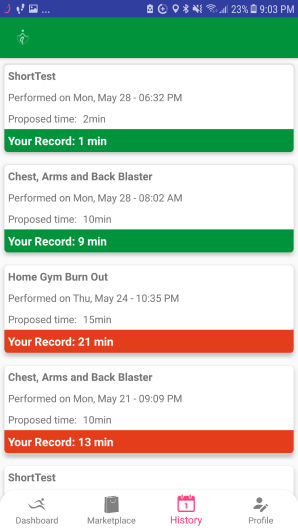 ... 23% 9:03 PM
ShortTest
Performed on Mon, May 28 - 06:32 PM
Proposed time: 2min
Your Record: 1 min
Chest, Arms and Back Blaster
Performed on Mon, May 28 - 08:02 AM
Proposed time: 10min
Your Record: 9 min
Home Gym Burn Out
Performed on Thu, May 24 - 10:35 PM
Proposed time: 15min
Your Record: 21 min
Chest, Arms and Back Blaster
Performed on Mon, May 21 - 09:09 PM
Proposed time: 10min
Your Record: 13 min
ShortTest
1
Dashboard Marketplace History Profile